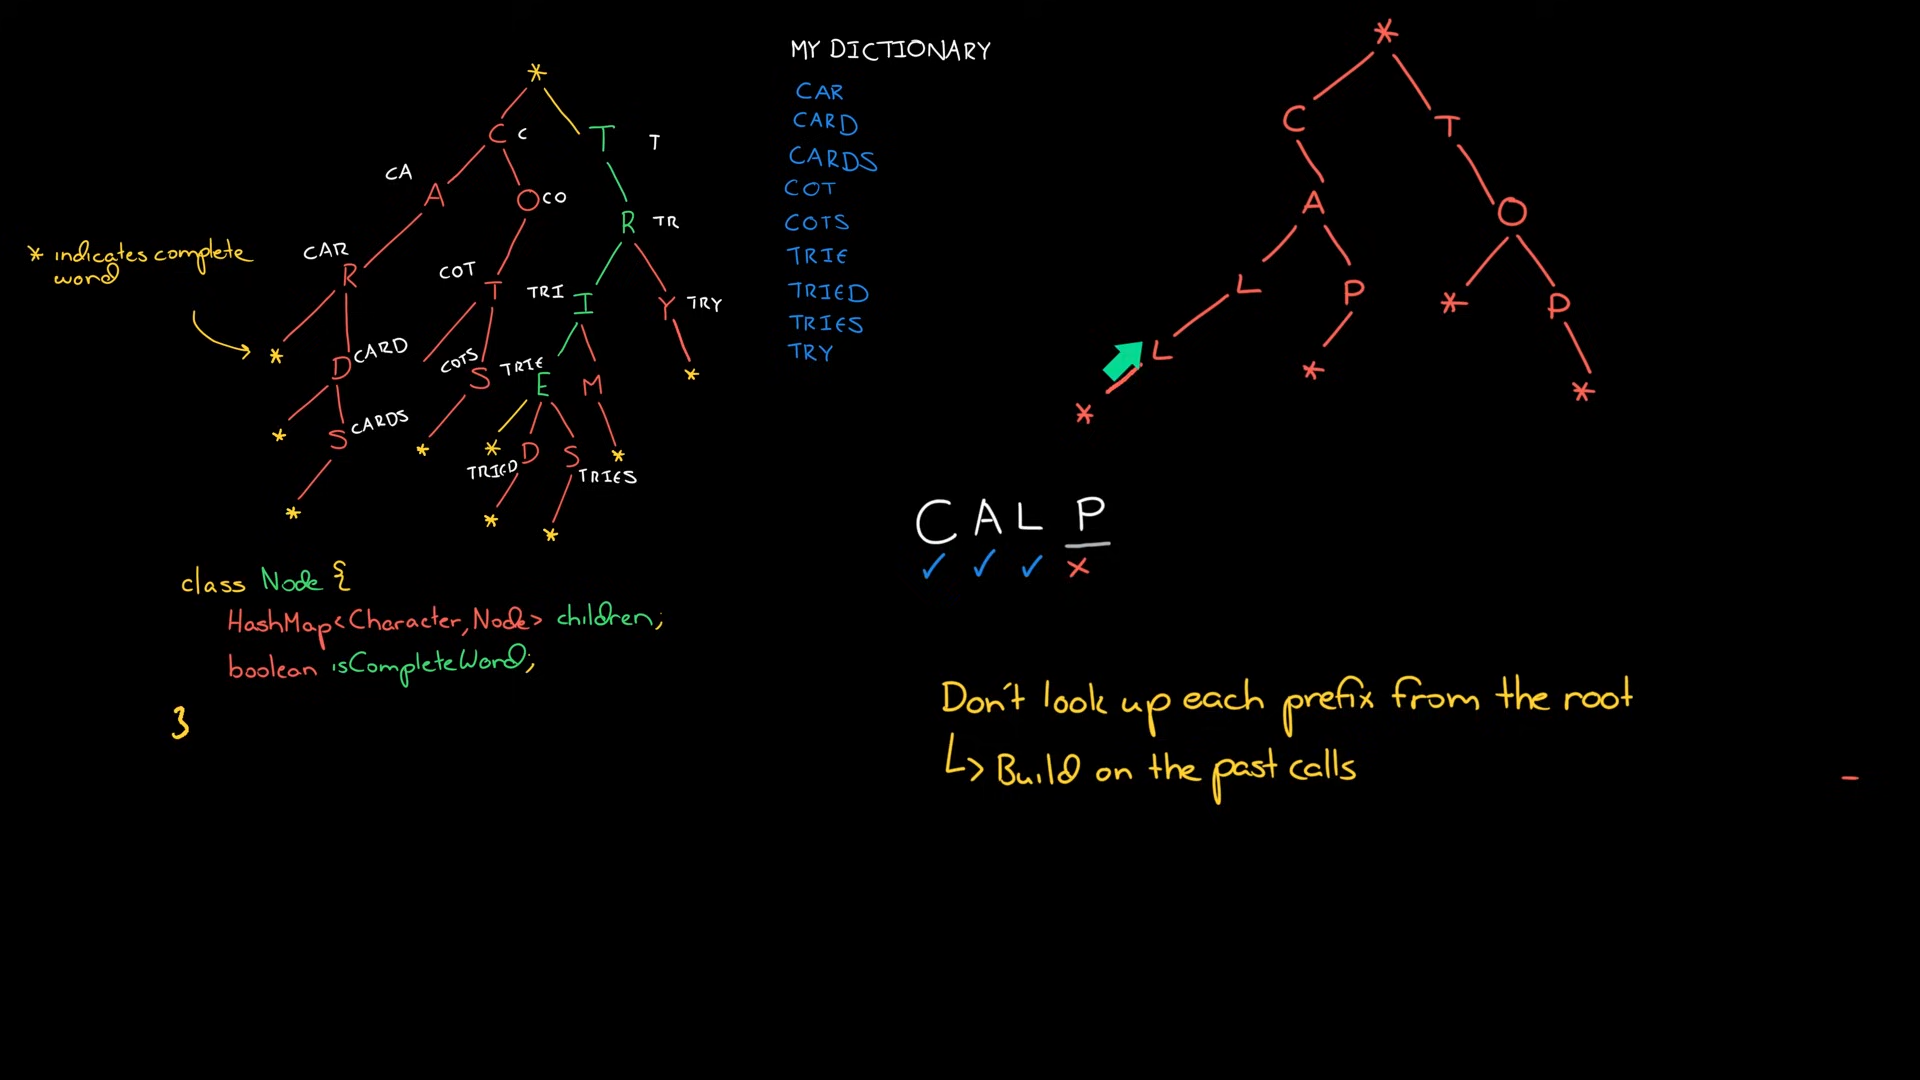 *
C C
T T
CA
A
O CO
R TR
* indicates complete
word
CAR
R
COT
T
TRI I
Y TRY
*
D CARD
COTS
S
TRIE
E
M
*
*
S CARDS
*
*
D
S
*
TRIED
TRIES
*
*
*
class Node {
HashMap<Character, Node> children;
boolean isCompleteWord;
}
MY DICTIONARY
CAR
CARD
CARDS
COT
COTS
TRIE
TRIED
TRIES
TRY
*
C
T
A
O
L
P
*
P
L
*
*
*
C A L P
✓ ✓ ✓ ×
Don't look up each prefix from the root
↳ Build on the past calls